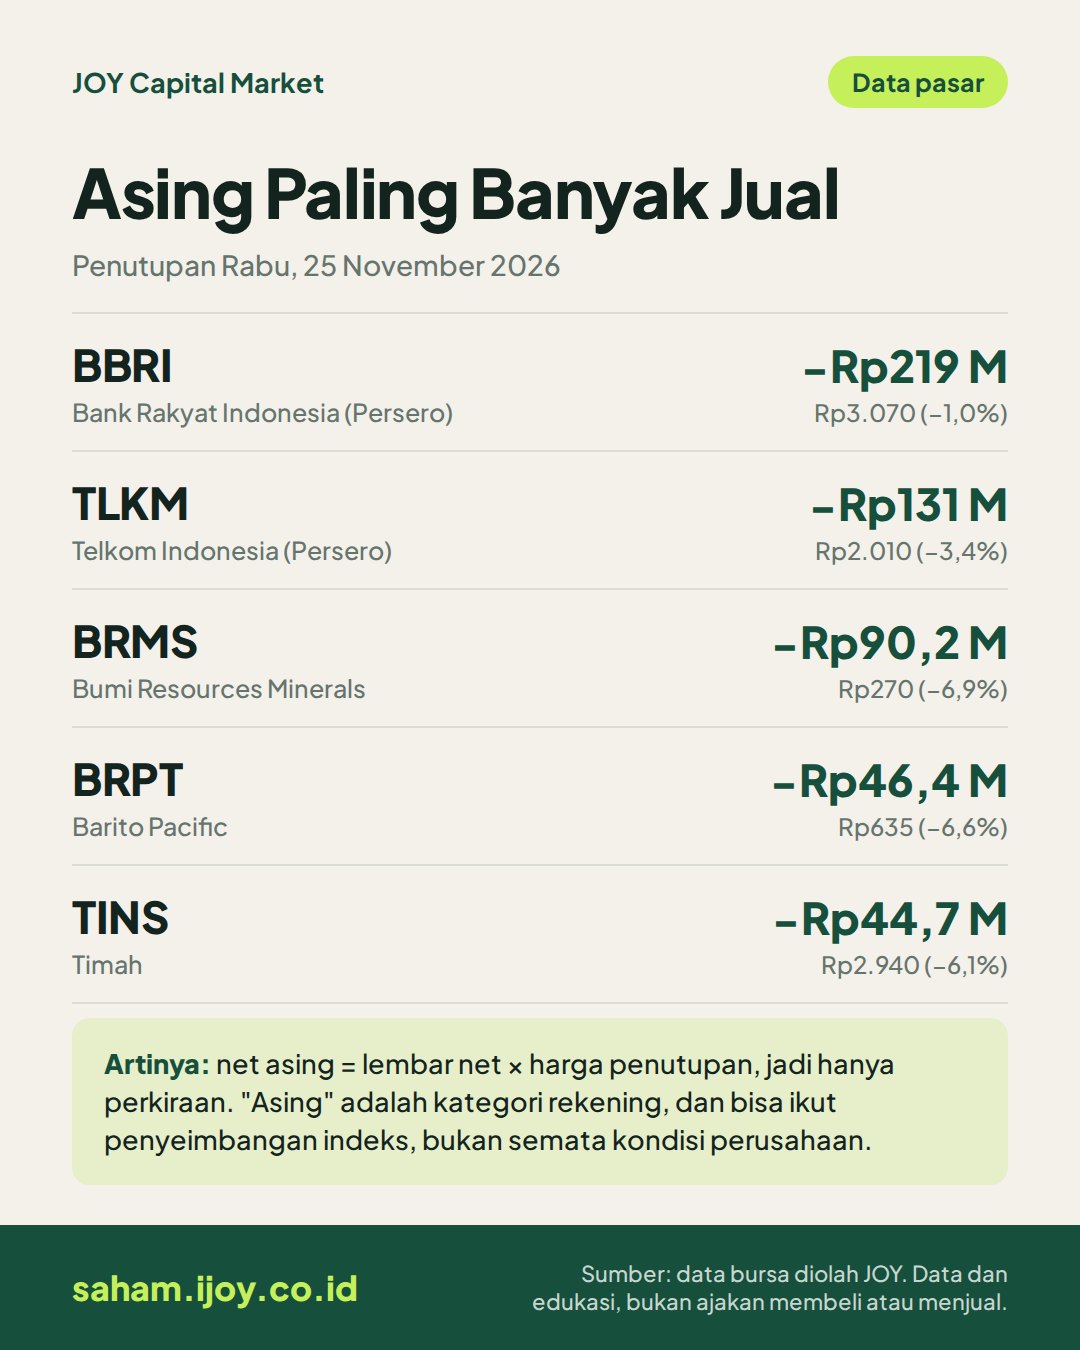 JOY Capital Market
Data pasar
Asing Paling Banyak Jual
Penutupan Rabu, 25 November 2026
BBRI
−Rp219 M
Bank Rakyat Indonesia (Persero)
Rp3.070 (−1,0%)
TLKM
−Rp131 M
Telkom Indonesia (Persero)
Rp2.010 (−3,4%)
BRMS
−Rp90,2 M
Bumi Resources Minerals
Rp270 (−6,9%)
BRPT
−Rp46,4 M
Barito Pacific
Rp635 (−6,6%)
TINS
−Rp44,7 M
Timah
Rp2.940 (−6,1%)
Artinya: net asing = lembar net × harga penutupan, jadi hanya
perkiraan. "Asing" adalah kategori rekening, dan bisa ikut
penyeimbangan indeks, bukan semata kondisi perusahaan.
saham.ijoy.co.id
Sumber: data bursa diolah JOY. Data dan
edukasi, bukan ajakan membeli atau menjual.